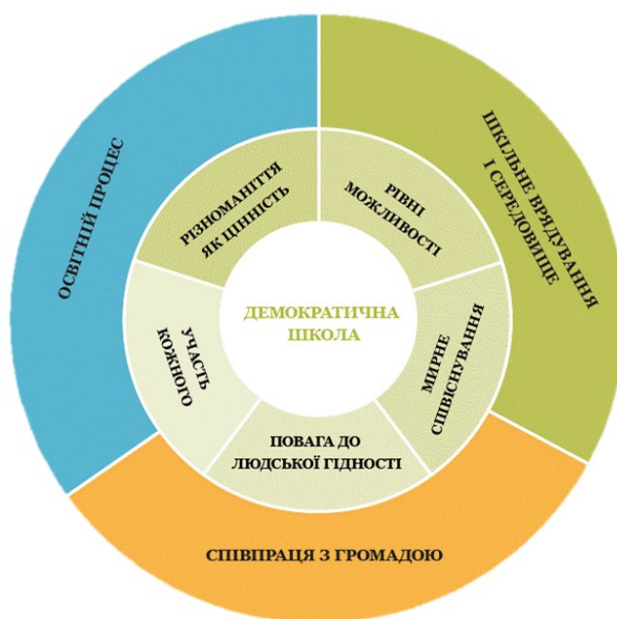 ОСВІТНІЙ ПРОЦЕС
ШКІЛЬНЕ ВРЯДУВАННЯ
І СЕРЕДОВИЩЕ
РІЗНОМАНІТТЯ
ЯК ЦІННІСТЬ
РІВНІ
МОЖЛИВОСТІ
ДЕМОКРАТИЧНА
ШКОЛА
УЧАСТЬ
КОЖНОГО
МИРНЕ
СПІВІСНУВАННЯ
ПОВАГА ДО
ЛЮДСЬКОЇ ГІДНОСТІ
СПІВПРАЦЯ З ГРОМАДОЮ